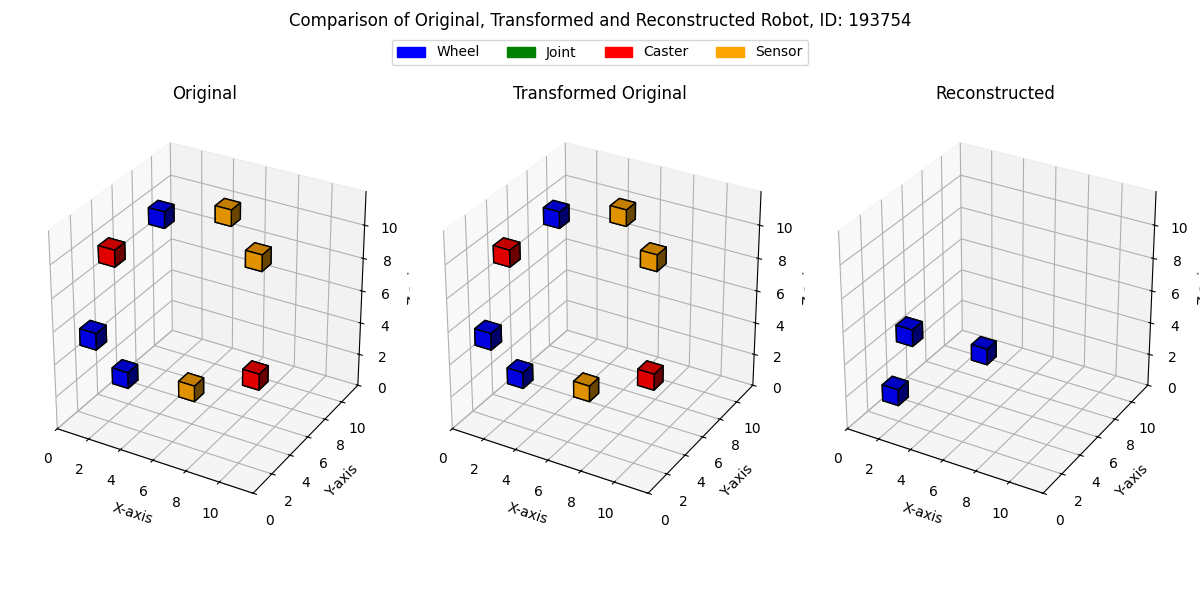 Comparison of Original, Transformed and Reconstructed Robot, ID: 193754
Wheel Joint Caster Sensor
Original Transformed Original Reconstructed
10 10 10
8 8 8
6 6 6
4 4 4
2 2 2
0 0 0
0 2 4 6 8 10 0 2 4 6 8 10 0 2 4 6 8 10
X-axis X-axis X-axis
0 2 4 6 8 10 0 2 4 6 8 10 0 2 4 6 8 10
Y-axis Y-axis Y-axis